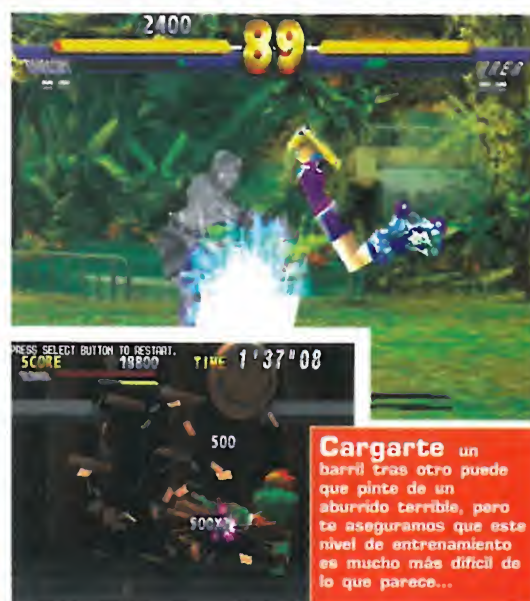 2400
89
PRESS SELECT BUTTON TO RESTART.
SCORE 18800 TIME 1'37"08
500
Cargarte un
barril tras otro puede
que pinte de un
aburrido terrible, pero
te aseguramos que este
nivel de entrenamiento
es mucho más difícil de
lo que parece...